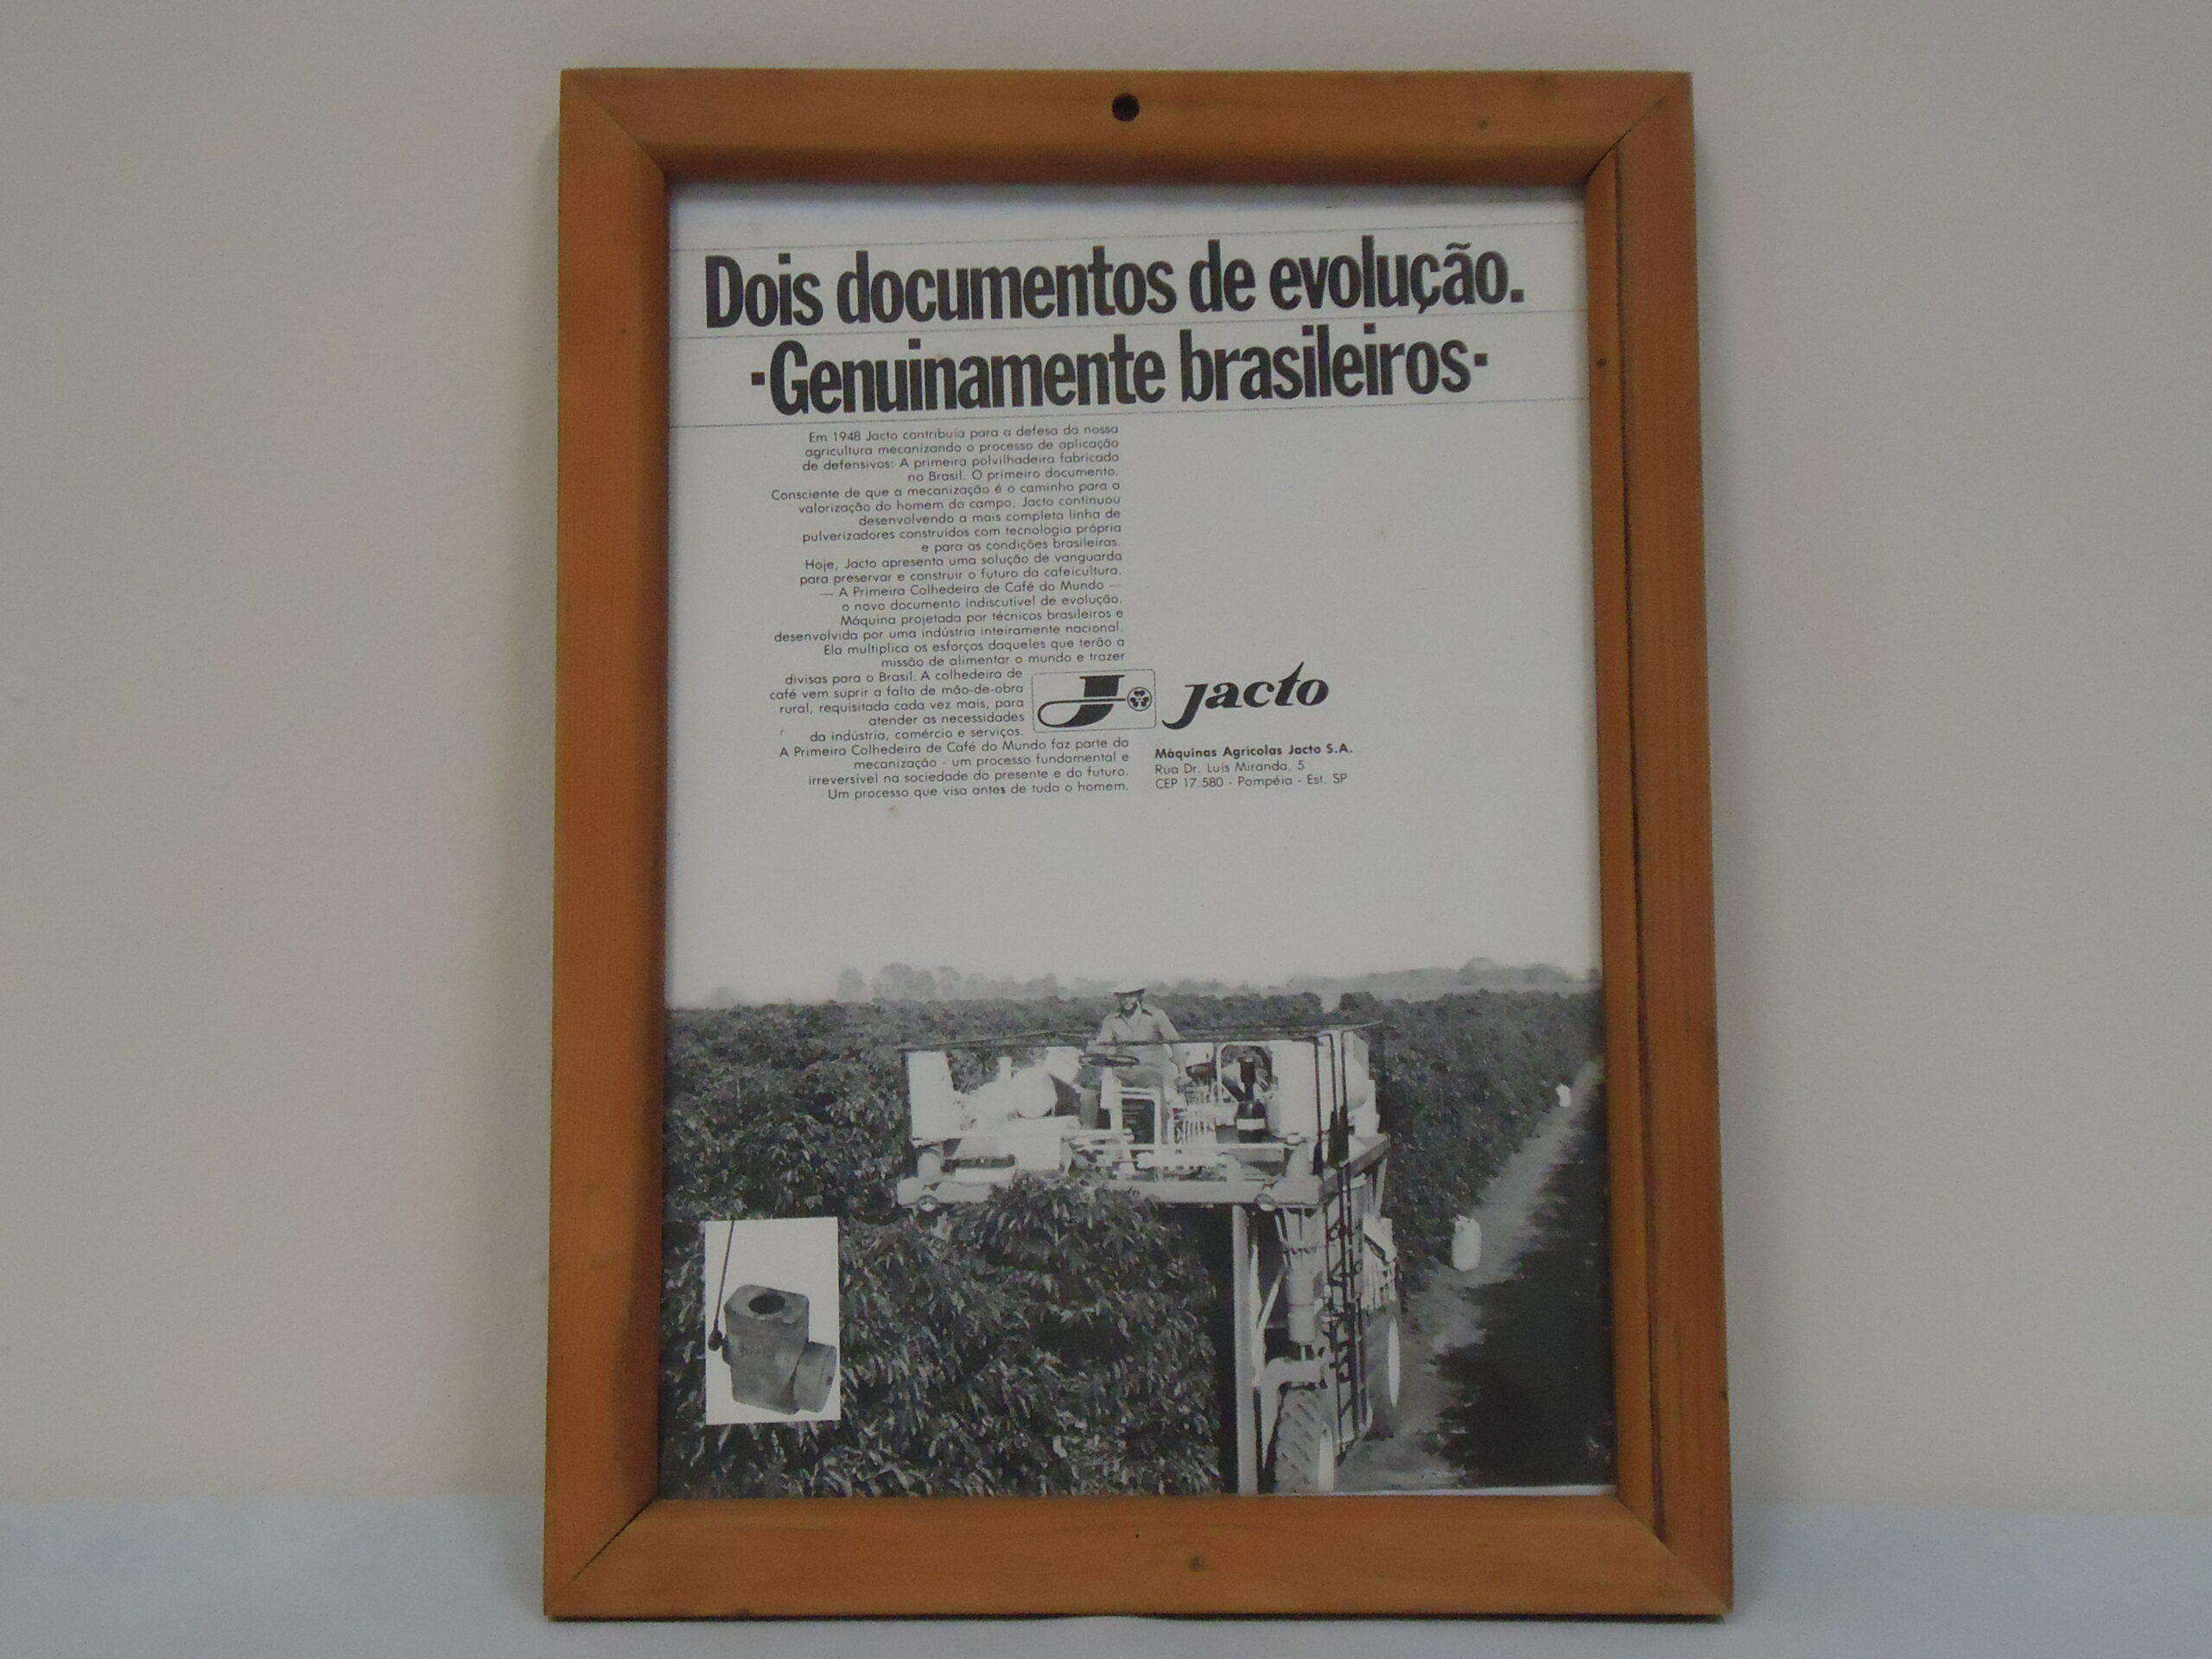 Dois documentos de evolução.
-Genuinamente brasileiros-
Em 1948 Jacto contribuía para a defesa da nossa
agricultura mecanizando o processo de aplicação
de defensivos: A primeira polvilhadeira fabricada
no Brasil. O primeiro documento.
Consciente de que a mecanização é o caminho para a
valorização do homem do campo, Jacto continuou
desenvolvendo a mais completa linha de
pulverizadores construídos com tecnologia própria
e para as condições brasileiras.
Hoje, Jacto apresenta uma solução de vanguarda
para preservar e construir o futuro da cafeicultura.
— A Primeira Colhedeira de Café do Mundo —
o novo documento indiscutível de evolução.
Máquina projetada por técnicos brasileiros e
desenvolvida por uma indústria inteiramente nacional.
Ela multiplica os esforços daqueles que terão a
missão de alimentar o mundo e trazer
divisas para o Brasil. A colhedeira de
café vem suprir a falta de mão-de-obra
rural, requisitada cada vez mais, para
atender as necessidades
da indústria, comércio e serviços.
A Primeira Colhedeira de Café do Mundo faz parte da
mecanização - um processo fundamental e
irreversível na sociedade do presente e do futuro.
Um processo que visa antes de tudo o homem.
J
Jacto
Máquinas Agrícolas Jacto S.A.
Rua Dr. Luís Miranda, 5
CEP 17.580 - Pompéia - Est. SP